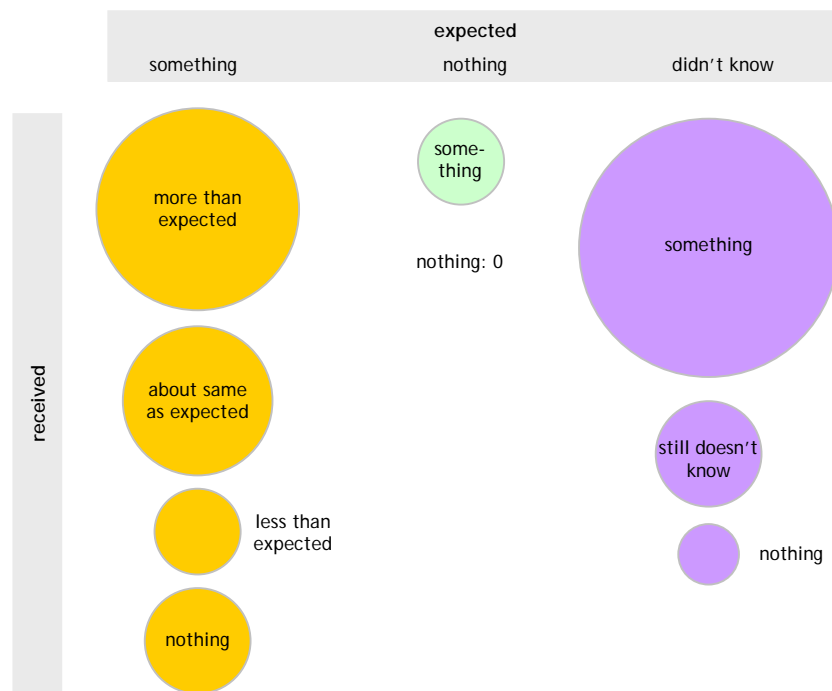 expected
something
nothing
didn't know
received
more than
expected
some-
thing
something
nothing: 0
about same
as expected
still doesn't
know
less than
expected
nothing
nothing